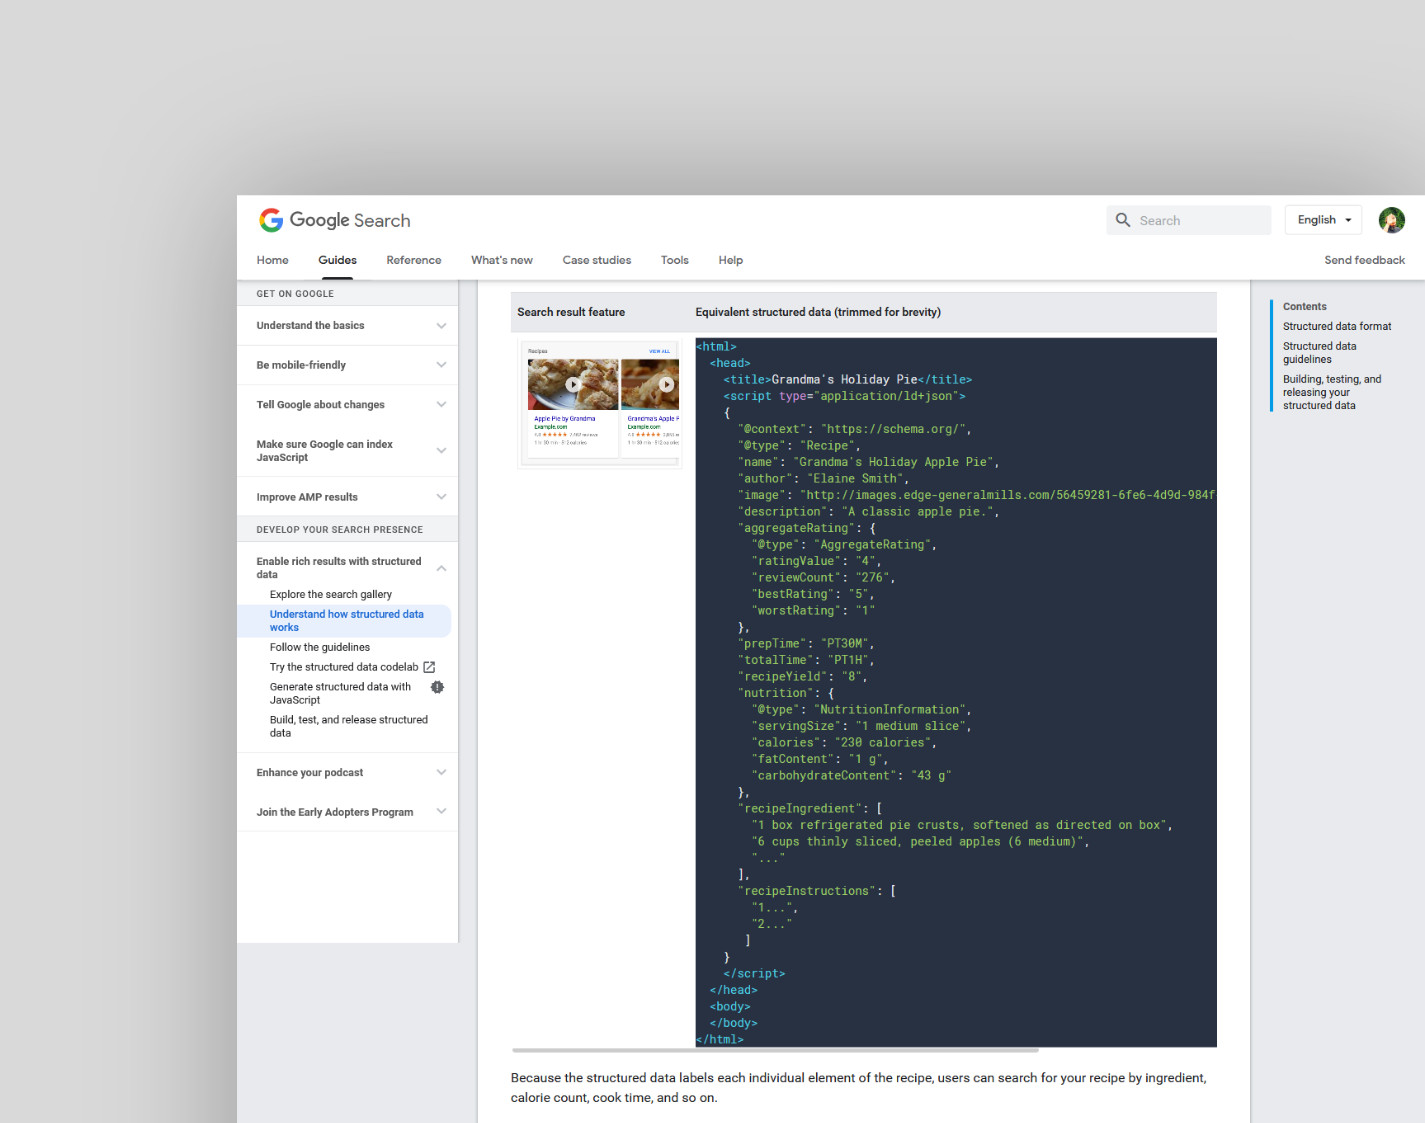 Google Search
Search
English
Home
Guides
Reference
What's new
Case studies
Tools
Help
Send feedback
GET ON GOOGLE
Understand the basics
Be mobile-friendly
Tell Google about changes
Make sure Google can index
JavaScript
Improve AMP results
DEVELOP YOUR SEARCH PRESENCE
Enable rich results with structured
data
Explore the search gallery
Understand how structured data
works
Follow the guidelines
Try the structured data codelab
Generate structured data with
JavaScript
Build, test, and release structured
data
Enhance your podcast
Join the Early Adopters Program
Search result feature
Equivalent structured data (trimmed for brevity)
Recipes
VIEW ALL
Apple Pie by Grandma
Example.com
Grandma's Apple P
Example.com
<html>
<head>
<title>Grandma's Holiday Pie</title>
<script type="application/ld+json">
{
"@context": "https://schema.org/",
"@type": "Recipe",
"name": "Grandma's Holiday Apple Pie",
"author": "Elaine Smith",
"image": "http://images.edge-generalmills.com/56459281-6fe6-4d9d-984f
"description": "A classic apple pie.",
"aggregateRating": {
"@type": "AggregateRating",
"ratingValue": "4",
"reviewCount": "276",
"bestRating": "5",
"worstRating": "1"
},
"prepTime": "PT30M",
"totalTime": "PT1H",
"recipeYield": "8",
"nutrition": {
"@type": "NutritionInformation",
"servingSize": "1 medium slice",
"calories": "230 calories",
"fatContent": "1 g",
"carbohydrateContent": "43 g"
},
"recipeIngredient": [
"1 box refrigerated pie crusts, softened as directed on box",
"6 cups thinly sliced, peeled apples (6 medium)",
"..."
],
"recipeInstructions": [
"1...",
"2..."
]
}
</script>
</head>
<body>
</body>
</html>
Because the structured data labels each individual element of the recipe, users can search for your recipe by ingredient,
calorie count, cook time, and so on.
Contents
Structured data format
Structured data
guidelines
Building, testing, and
releasing your
structured data